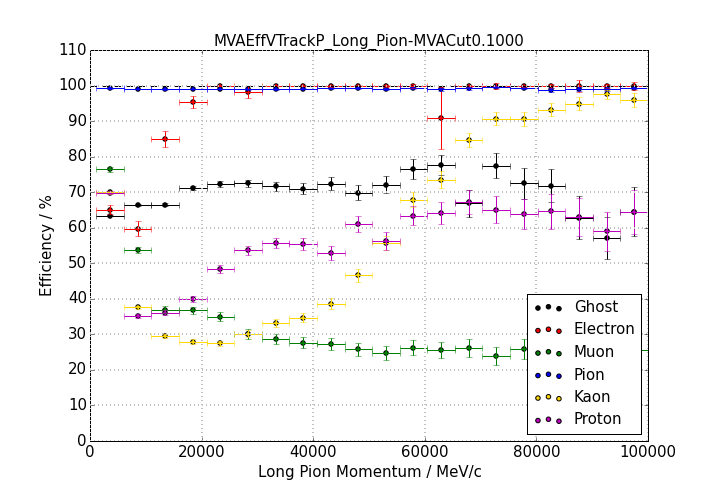 MVAEffVTrackP_Long_Pion-MVACut0.1000
110
100
90
80
70
60
50
40
30
20
10
0
Efficiency / %
Ghost
Electron
Muon
Pion
Kaon
Proton
0 20000 40000 60000 80000 100000
Long Pion Momentum / MeV/c